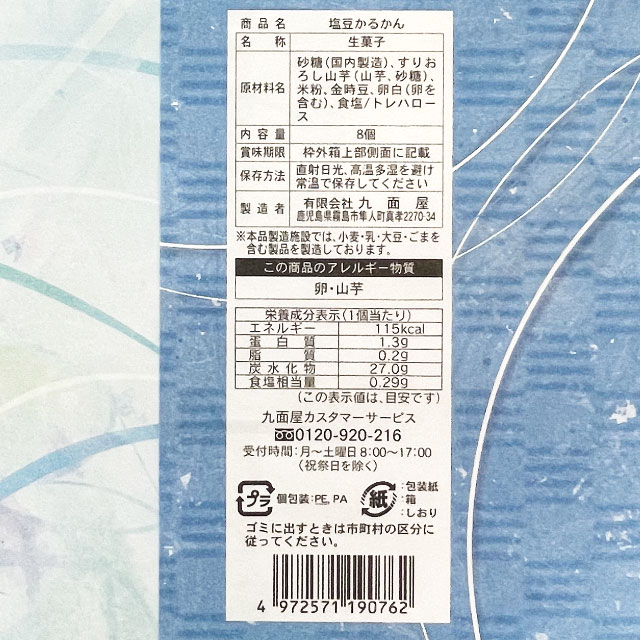 商品名 塩豆かるかん
名称 生菓子
原材料名 砂糖(国内製造)、すりお
ろし山芋(山芋、砂糖)、
米粉、金時豆、卵白(卵を
含む)、食塩/トレハロー
ス
内容量 8個
賞味期限 枠外箱上部側面に記載
保存方法 直射日光、高温多湿を避け
常温で保存してください
製造者 有限会社 九面屋
鹿児島県霧島市隼人町真孝2270-34
※本品製造施設では、小麦・乳・大豆・ごまを
含む製品を製造しております。
この商品のアレルギー物質
卵・山芋
栄養成分表示(1個当たり)
エネルギー 115kcal
蛋白質 1.3g
脂質 0.2g
炭水化物 27.0g
食塩相当量 0.29g
(この表示値は、目安です)
九面屋カスタマーサービス
0120-920-216
受付時間:月〜土曜日8:00〜17:00
(祝祭日を除く)
プラ 個包装:PE,PA
紙 :包装紙
:箱
:しおり
ゴミに出すときは市町村の区分に
従ってください。
4 972571 190762